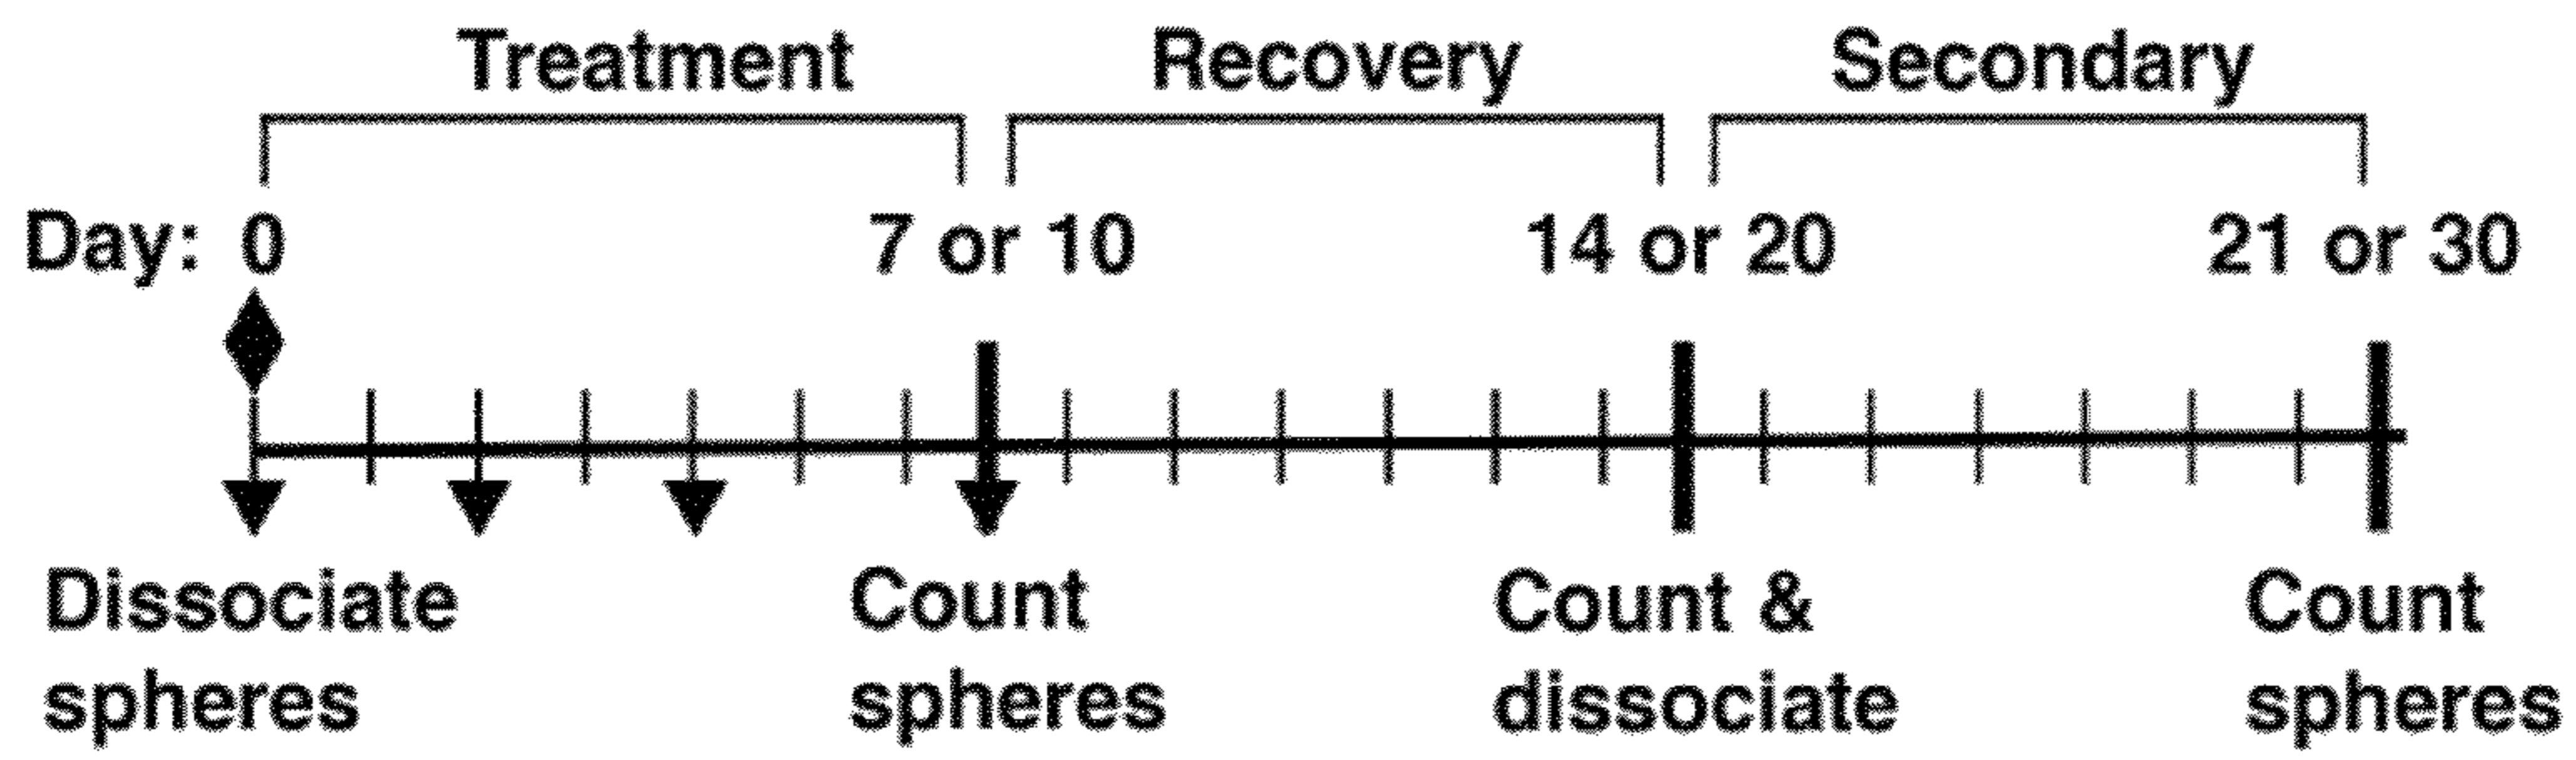 Treatment Recovery Secondary
Day: 0 7 or 10 14 or 20 21 or 30
Dissociate Count Count & Count
spheres spheres dissociate spheres